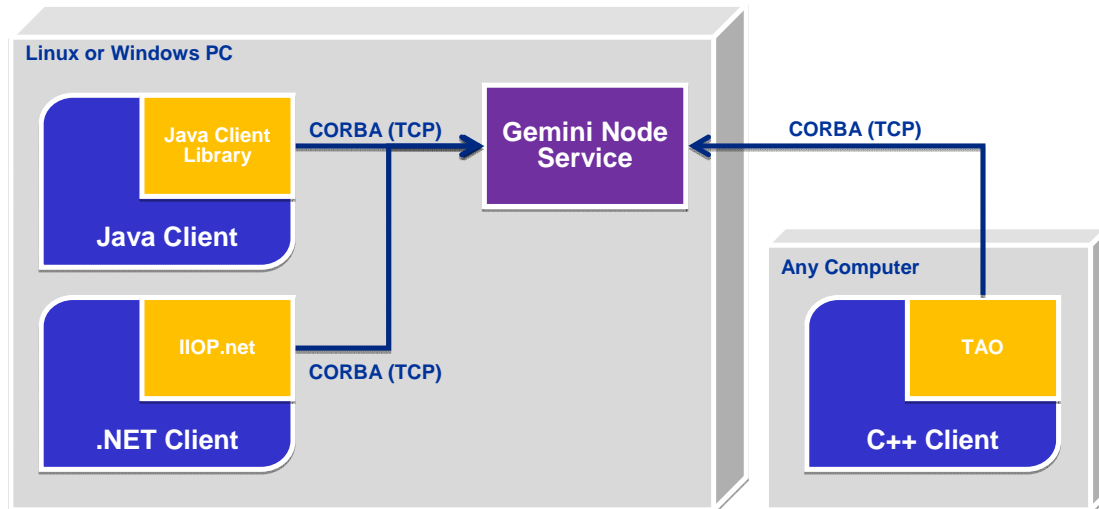 Linux or Windows PC
Java Client
Library
Java Client
CORBA (TCP)
Gemini Node
Service
CORBA (TCP)
IIOP.net
.NET Client
CORBA (TCP)
Any Computer
TAO
C++ Client